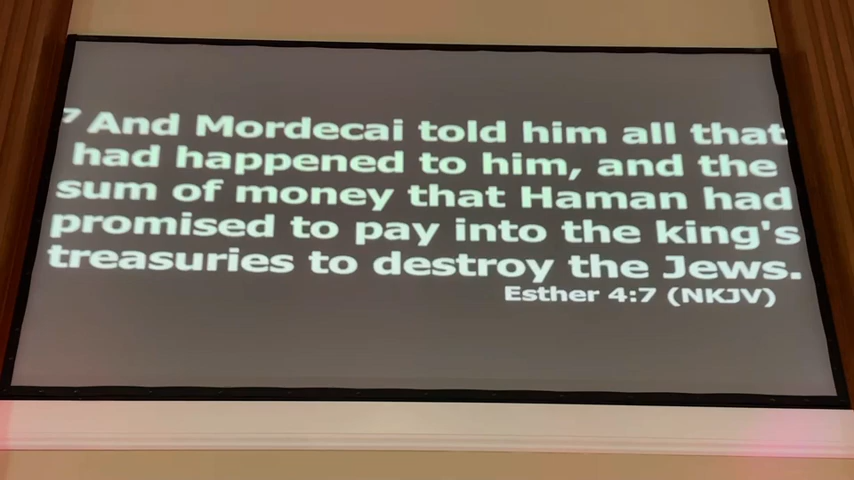 7 And Mordecai told him all that
had happened to him, and the
sum of money that Haman had
promised to pay into the king's
treasuries to destroy the Jews.
Esther 4:7 (NKJV)